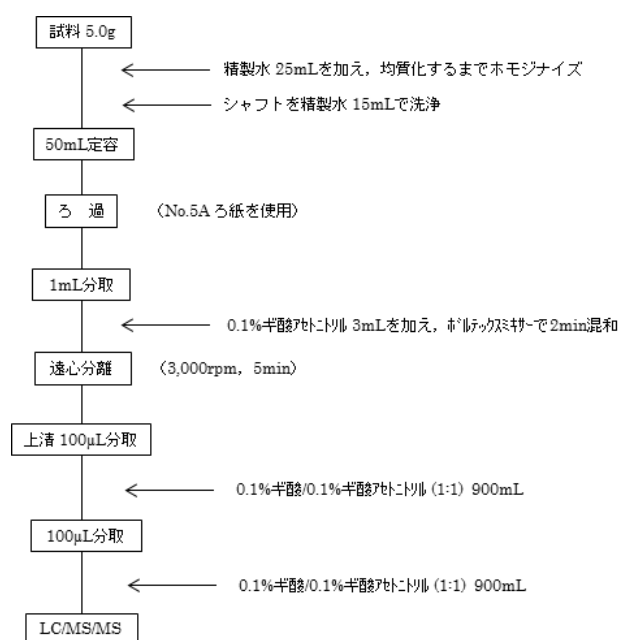 試料 5.0g
精製水 25mLを加え，均質化するまでホモジナイズ
シャフトを精製水 15mLで洗浄
50mL定容
ろ　過 （No.5A ろ紙を使用）
1mL分取
0.1%ギ酸ｱｾﾄﾆﾄﾘﾙ 3mLを加え，ﾎﾞﾙﾃｯｸｽﾐｷｻｰで2min混和
遠心分離 （3,000rpm，5min）
上清 100μL分取
0.1%ギ酸/0.1%ギ酸ｱｾﾄﾆﾄﾘﾙ (1:1) 900mL
100μL分取
0.1%ギ酸/0.1%ギ酸ｱｾﾄﾆﾄﾘﾙ (1:1) 900mL
LC/MS/MS